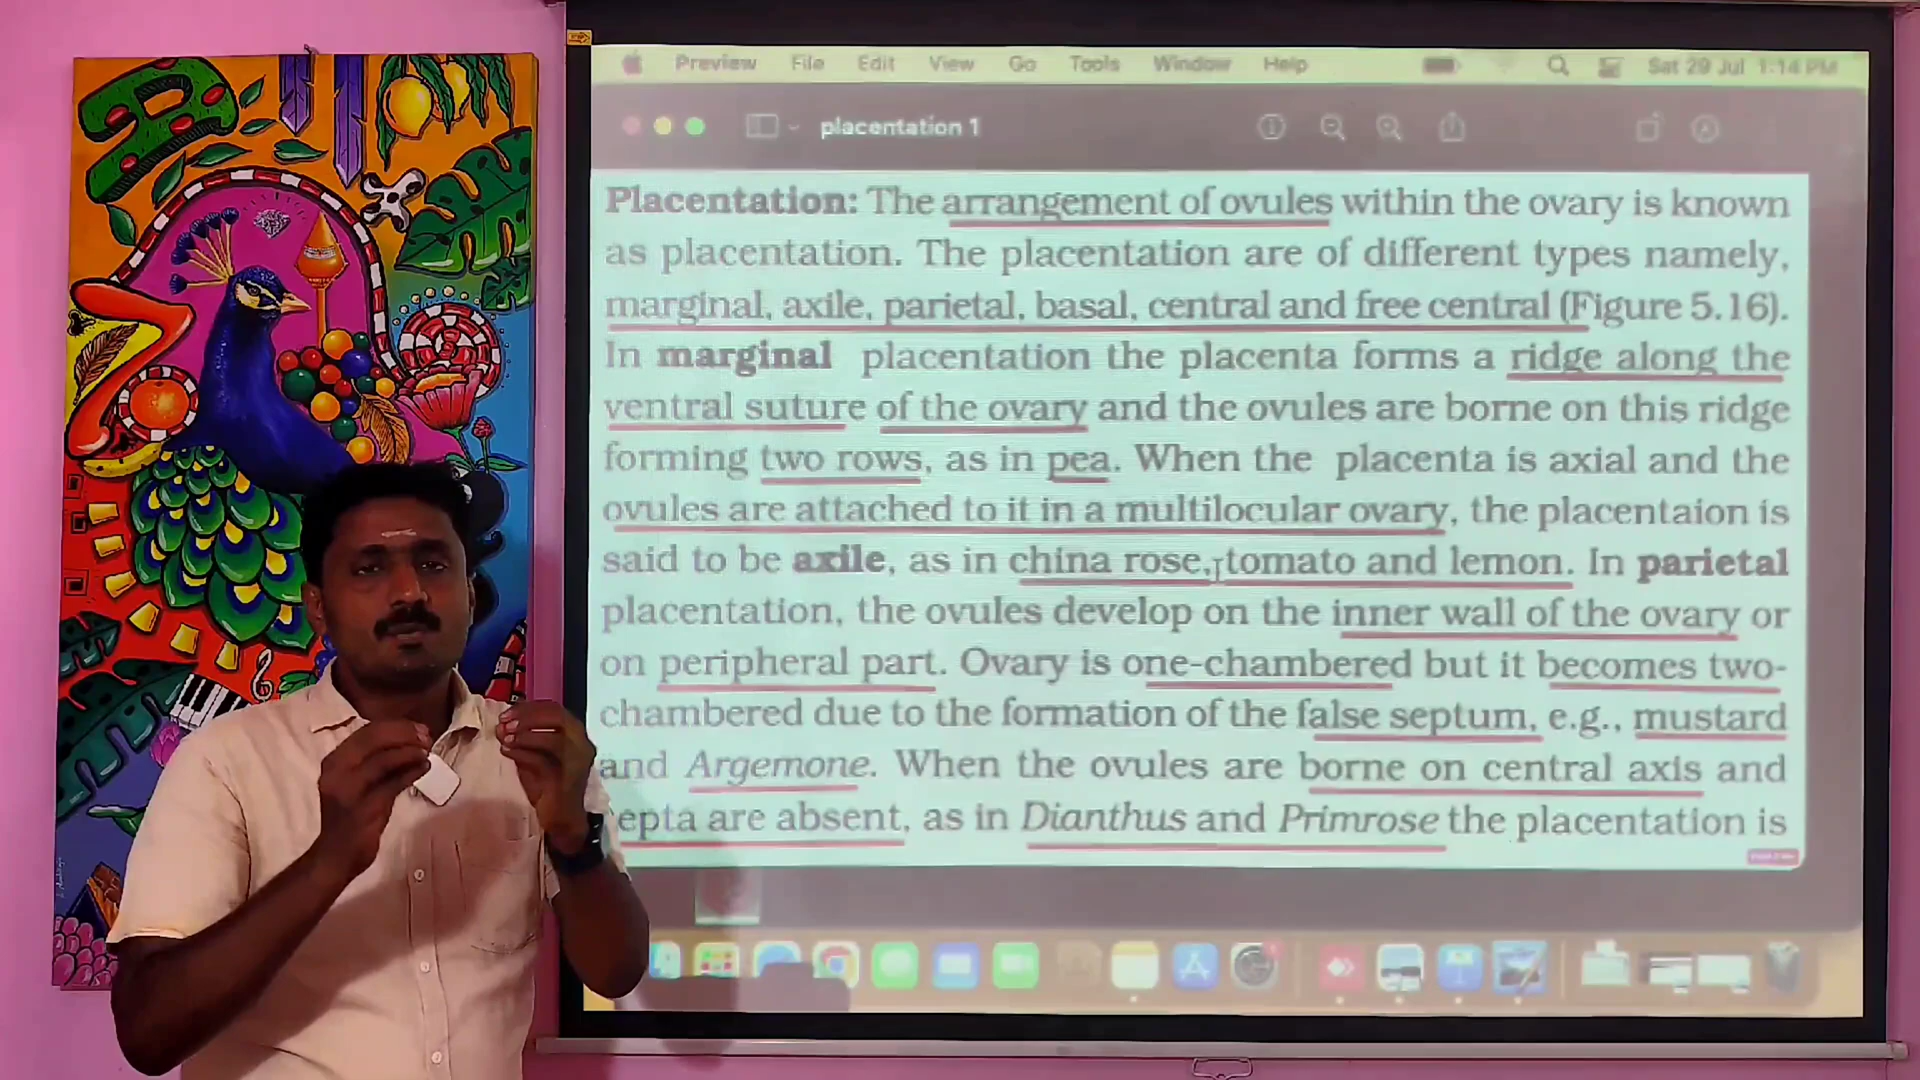 Preview File Edit View Go Tools Window Help Sat 29 Jul 1:14 PM
placentation 1
Placentation: The arrangement of ovules within the ovary is known
as placentation. The placentation are of different types namely,
marginal, axile, parietal, basal, central and free central (Figure 5.16).
In marginal placentation the placenta forms a ridge along the
ventral suture of the ovary and the ovules are borne on this ridge
forming two rows, as in pea. When the placenta is axial and the
ovules are attached to it in a multilocular ovary, the placentaion is
said to be axile, as in china rose, tomato and lemon. In parietal
placentation, the ovules develop on the inner wall of the ovary or
on peripheral part. Ovary is one-chambered but it becomes two-
chambered due to the formation of the false septum, e.g., mustard
and Argemone. When the ovules are borne on central axis and
epta are absent, as in Dianthus and Primrose the placentation is